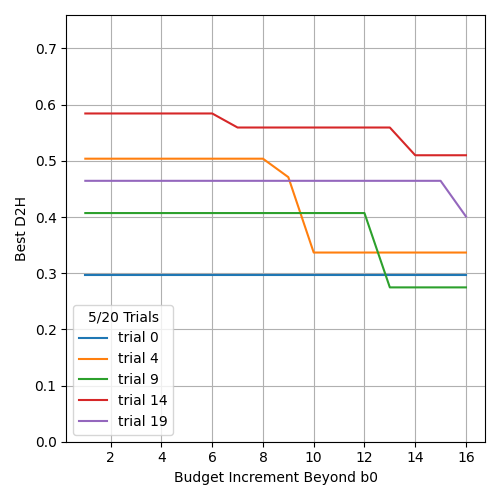 0.7
0.6
0.5
0.4
0.3
0.2
0.1
0.0
Best D2H
5/20 Trials
trial 0
trial 4
trial 9
trial 14
trial 19
2 4 6 8 10 12 14 16
Budget Increment Beyond b0